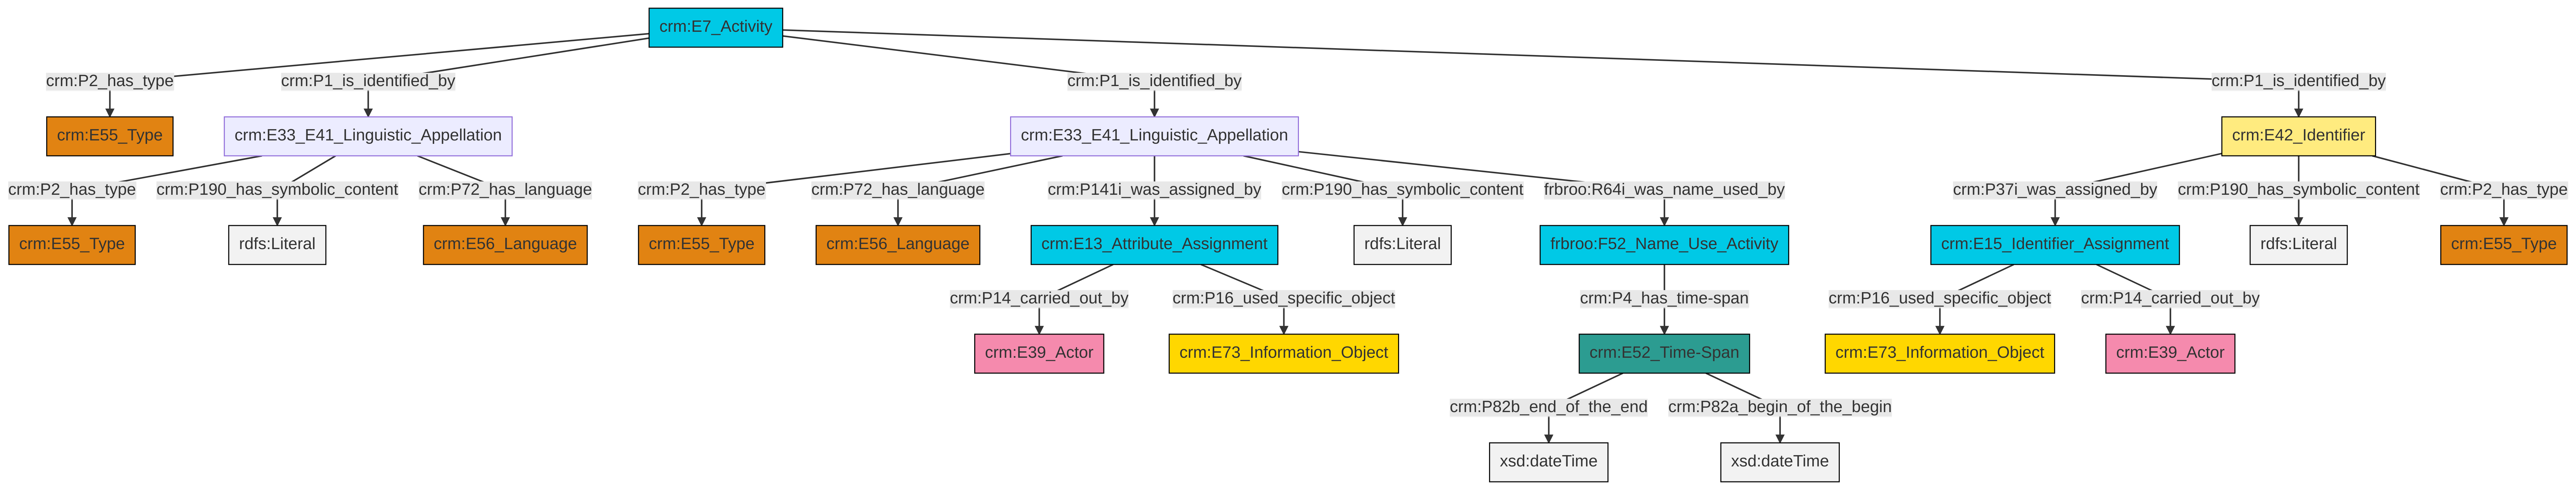 crm:E7_Activity
crm:P2_has_type
crm:P1_is_identified_by
crm:P1_is_identified_by
crm:P1_is_identified_by
crm:E55_Type
crm:E33_E41_Linguistic_Appellation
crm:E33_E41_Linguistic_Appellation
crm:E42_Identifier
crm:P2_has_type
crm:P190_has_symbolic_content
crm:P72_has_language
crm:P2_has_type
crm:P72_has_language
crm:P141i_was_assigned_by
crm:P190_has_symbolic_content
frbroo:R64i_was_name_used_by
crm:P37i_was_assigned_by
crm:P190_has_symbolic_content
crm:P2_has_type
crm:E55_Type
rdfs:Literal
crm:E56_Language
crm:E55_Type
crm:E56_Language
crm:E13_Attribute_Assignment
rdfs:Literal
frbroo:F52_Name_Use_Activity
crm:E15_Identifier_Assignment
rdfs:Literal
crm:E55_Type
crm:P14_carried_out_by
crm:P16_used_specific_object
crm:P4_has_time-span
crm:P16_used_specific_object
crm:P14_carried_out_by
crm:E39_Actor
crm:E73_Information_Object
crm:E52_Time-Span
crm:E73_Information_Object
crm:E39_Actor
crm:P82b_end_of_the_end
crm:P82a_begin_of_the_begin
xsd:dateTime
xsd:dateTime